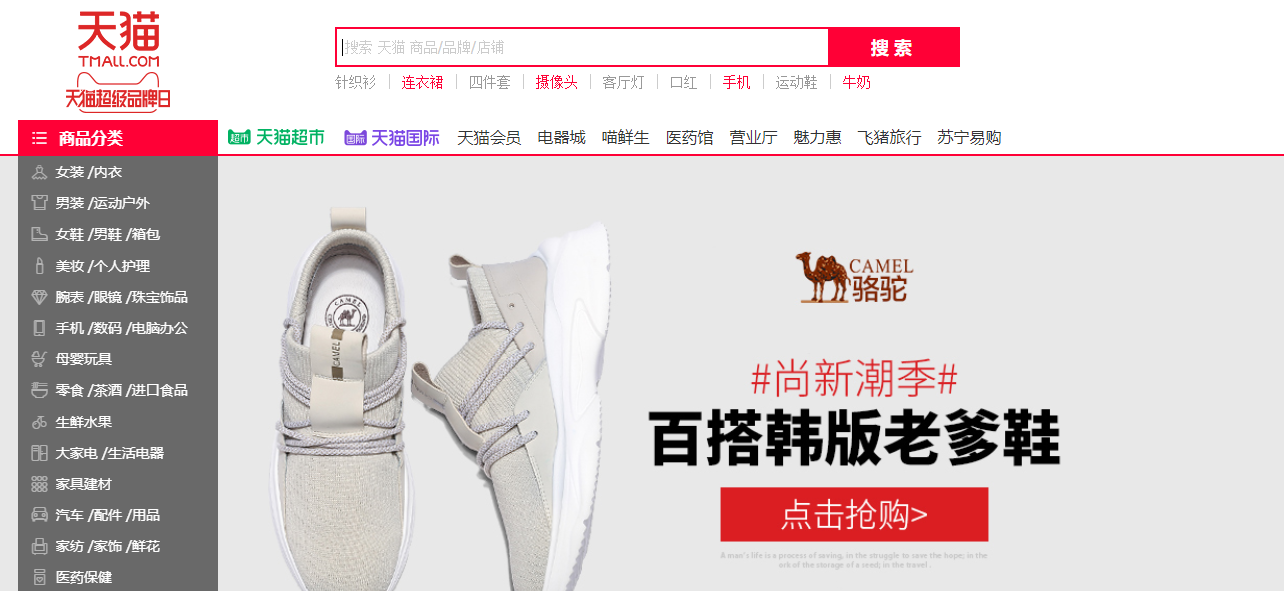 天猫
TMALL.COM
天猫超级品牌日
搜索 天猫 商品/品牌/店铺
搜 索
针织衫 连衣裙 四件套 摄像头 客厅灯 口红 手机 运动鞋 牛奶
商品分类
超市 天猫超市 国际 天猫国际 天猫会员 电器城 喵鲜生 医药馆 营业厅 魅力惠 飞猪旅行 苏宁易购
女装 /内衣
男装 /运动户外
女鞋 /男鞋 /箱包
美妆 /个人护理
腕表 /眼镜 /珠宝饰品
手机 /数码 /电脑办公
母婴玩具
零食 /茶酒 /进口食品
生鲜水果
大家电 /生活电器
家具建材
汽车 /配件 /用品
家纺 /家饰 /鲜花
医药保健
CAMEL
CAMEL
CAMEL
骆驼
#尚新潮季#
百搭韩版老爹鞋
点击抢购>
A man's life is a process of saving, in the struggle to save the hope; in the
ork of the storage of a seed; in the travel .